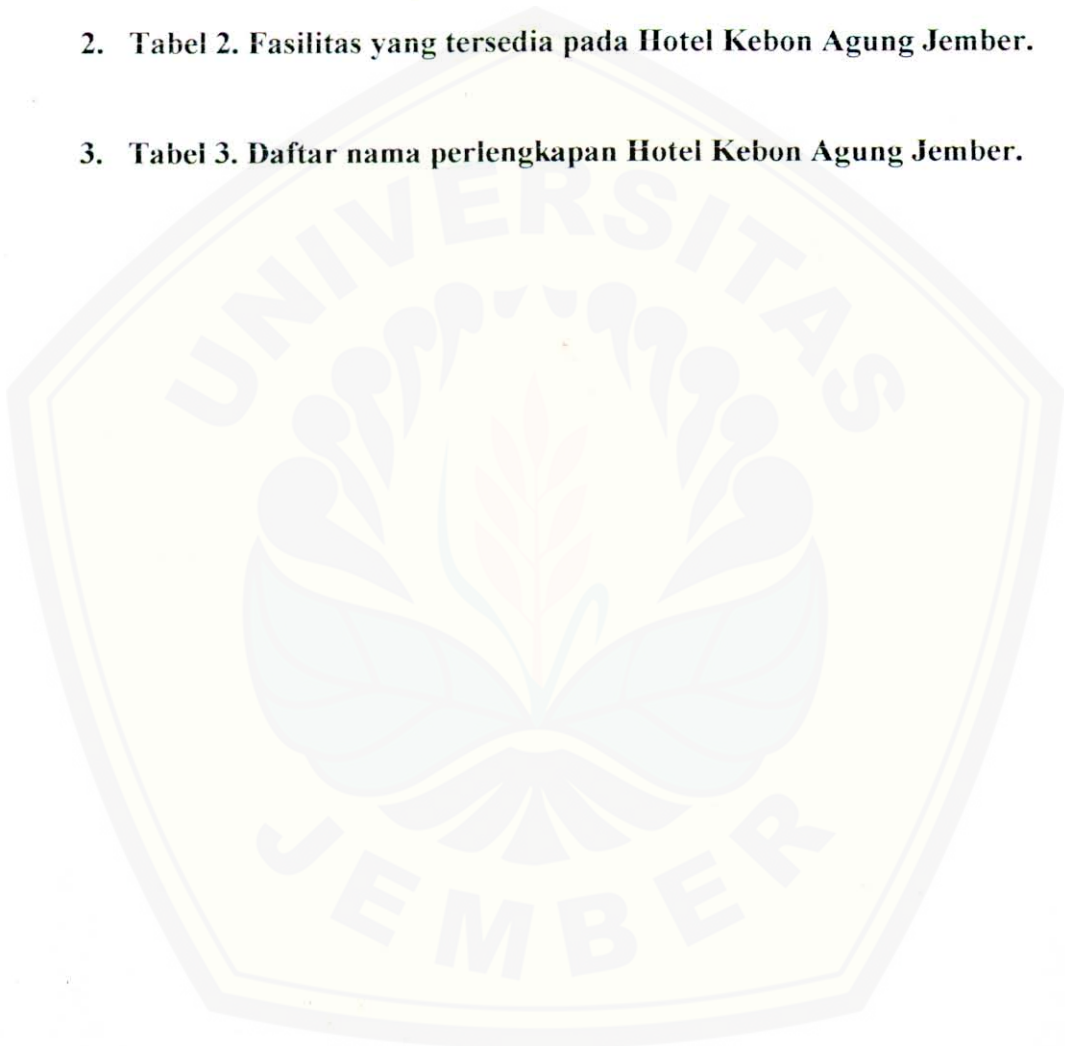 2. Tabel 2. Fasilitas yang tersedia pada Hotel Kebon Agung Jember.
3. Tabel 3. Daftar nama perlengkapan Hotel Kebon Agung Jember.
UNIVERSITAS
JEMBER